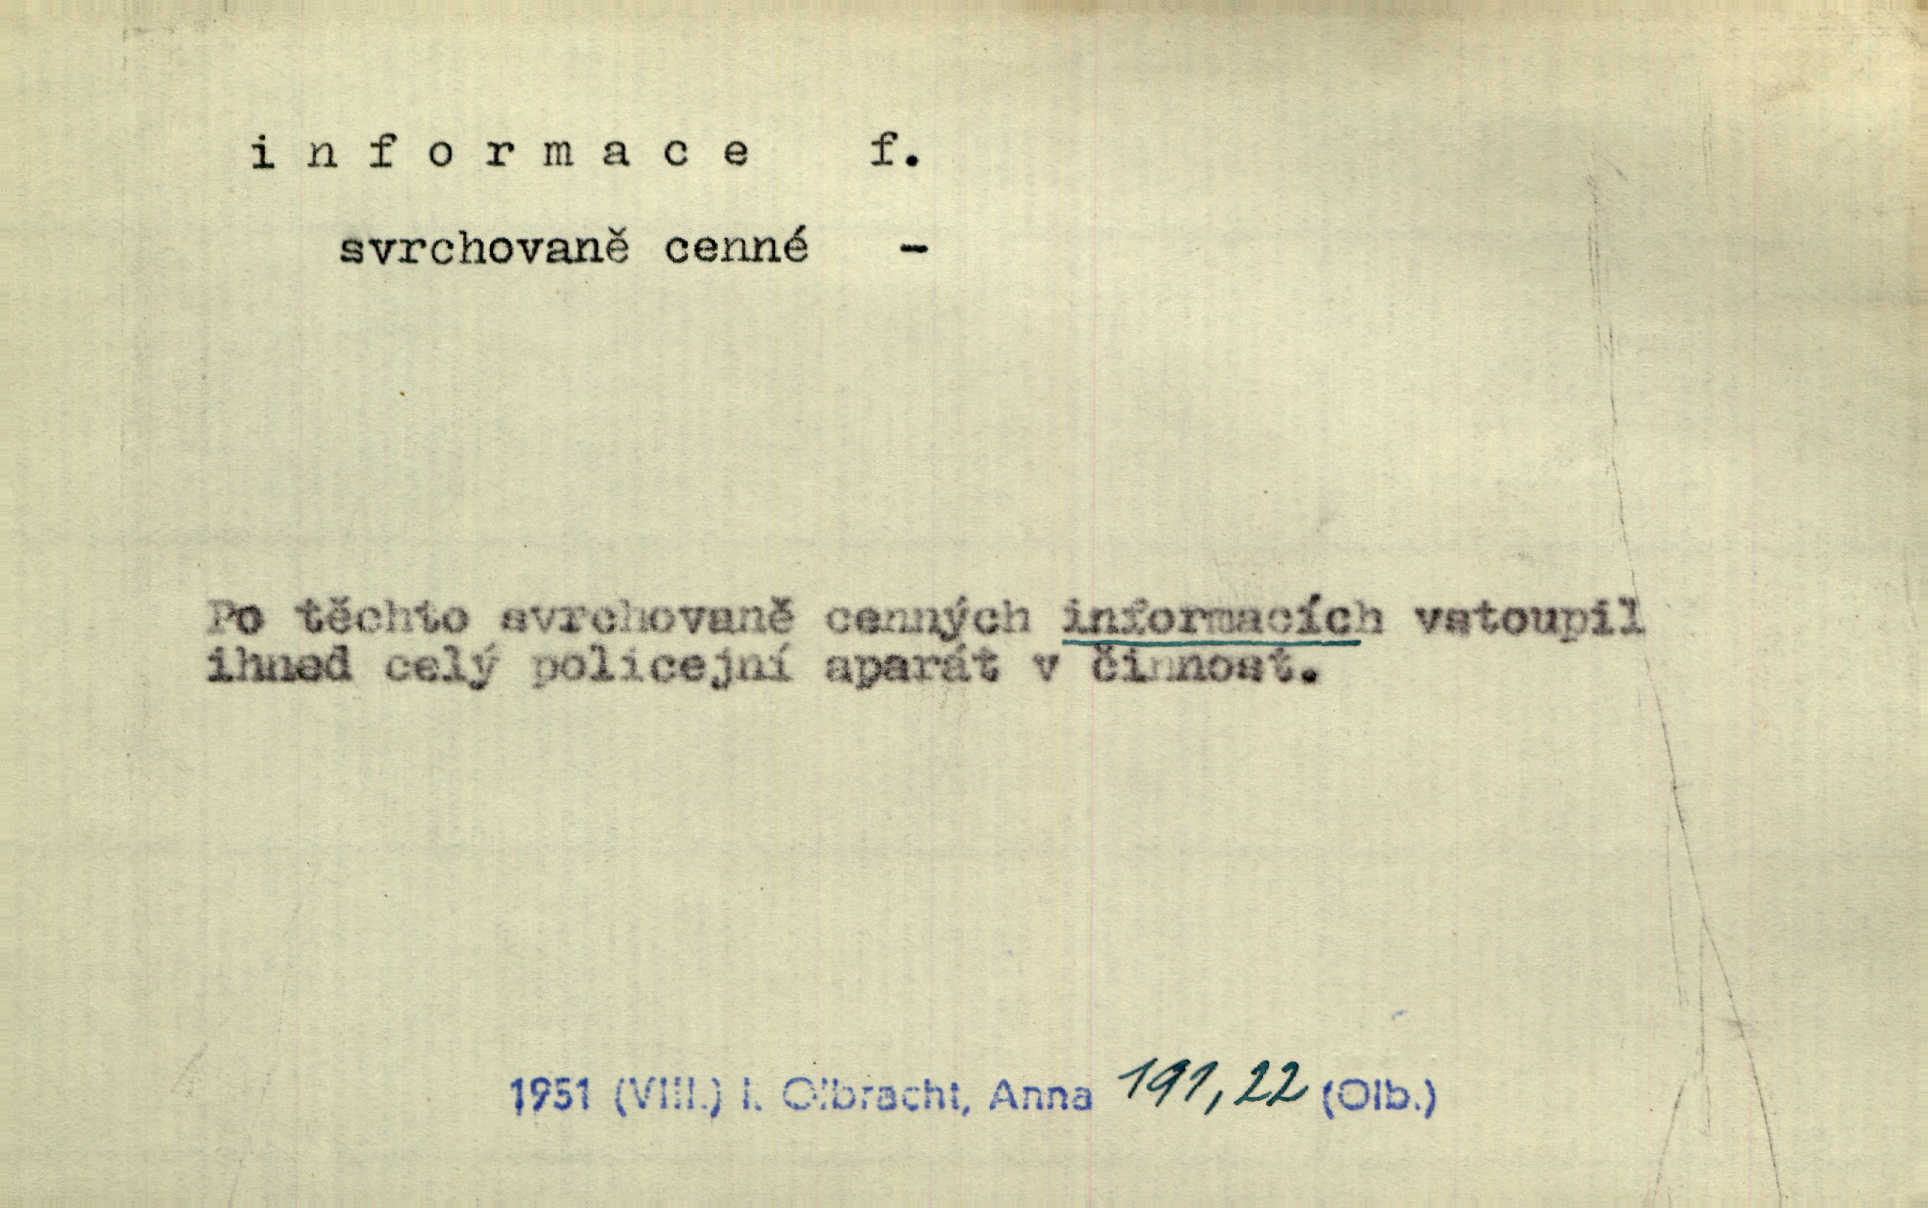 informace f.
svrchovaně cenné -
Po těchto svrchovaně cenných informacích vstoupil
ihned celý policejní aparát v činnost.
1951 (VIII.) I. Olbracht, Anna 191, 22 (Olb.)